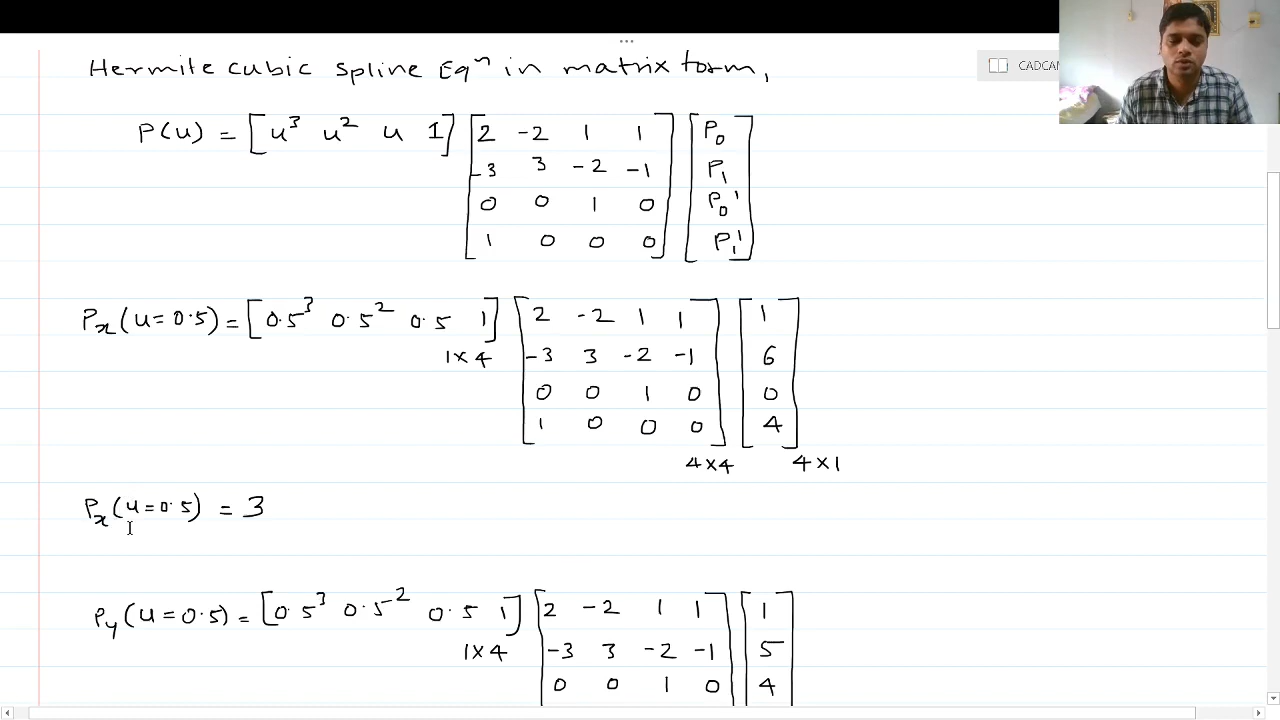 Hermite cubic spline Eqⁿ in matrix form,
CADCAM
P(u) = [u³ u² u 1] [2 -2 1 1] [P₀]
[-3 3 -2 -1] [P₁]
[0 0 1 0] [P₀']
[1 0 0 0] [P₁']
Pₓ(u=0.5) = [0.5³ 0.5² 0.5 1] [2 -2 1 1] [1]
1×4 [-3 3 -2 -1] [6]
[0 0 1 0] [0]
[1 0 0 0] [4]
4×4 4×1
Pₓ(u=0.5) = 3
Py(u=0.5) = [0.5³ 0.5² 0.5 1] [2 -2 1 1] [1]
1×4 [-3 3 -2 -1] [5]
[0 0 1 0] [4]